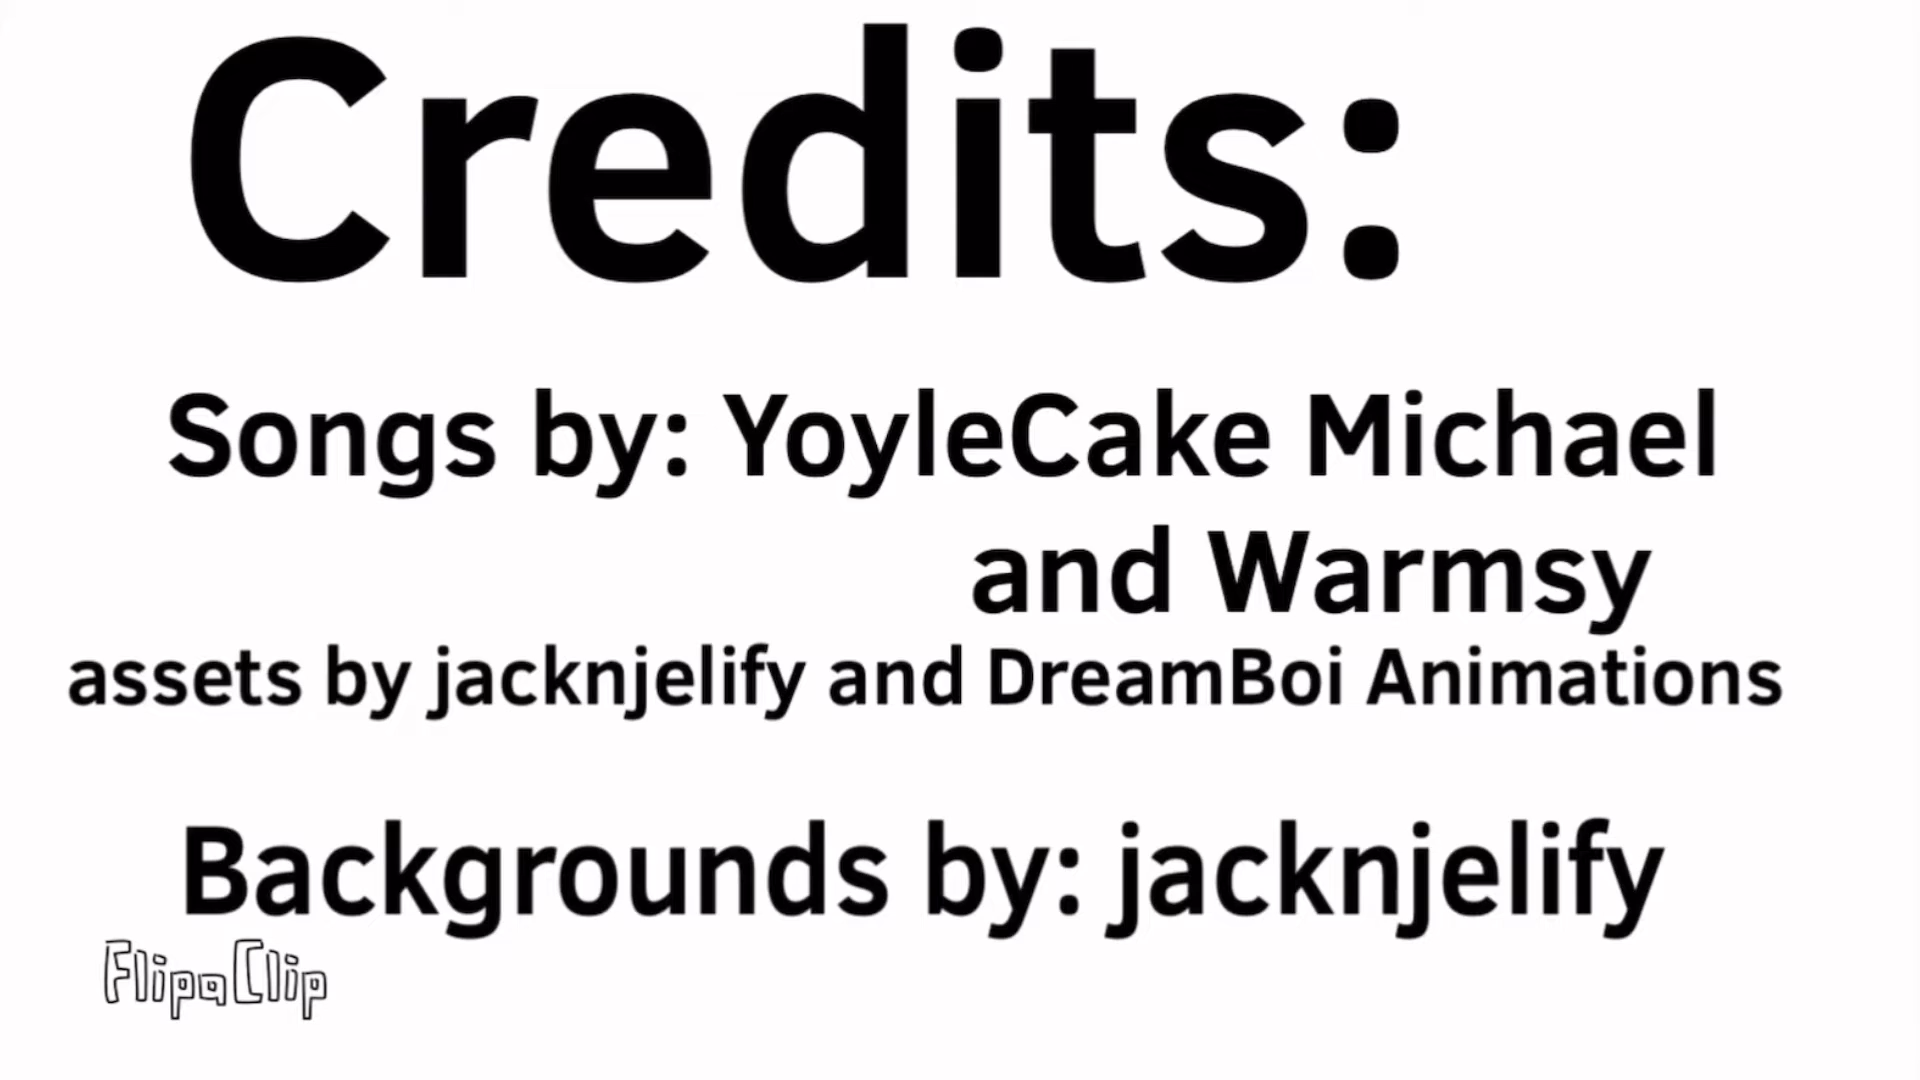 Credits:
Songs by: YoyleCake Michael
and Warmsy
assets by jacknjelify and DreamBoi Animations
Backgrounds by: jacknjelify
FlipaClip